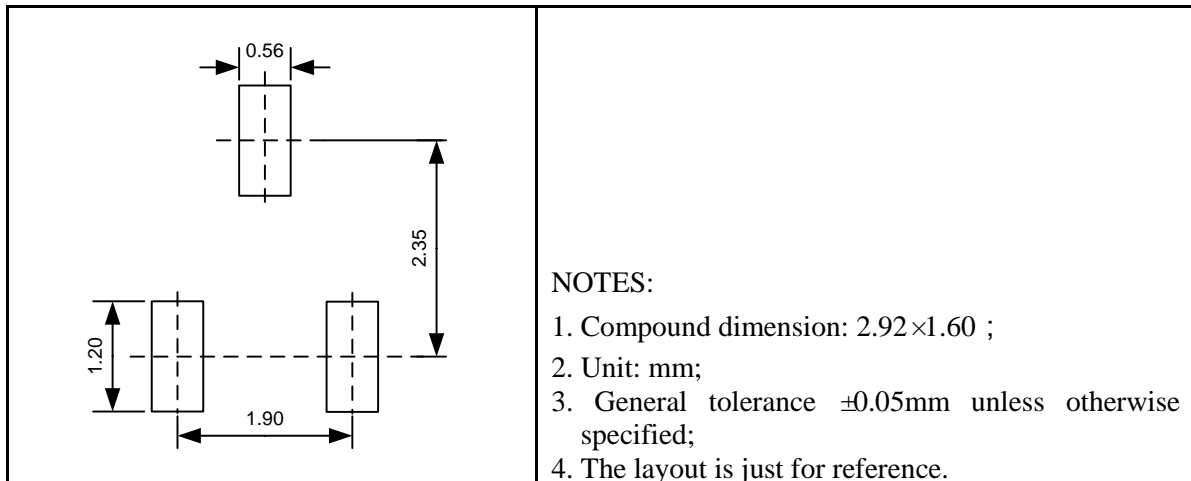 0.56
2.35
1.20
1.90
NOTES:
1. Compound dimension: 2.92×1.60 ;
2. Unit: mm;
3. General tolerance ±0.05mm unless otherwise
specified;
4. The layout is just for reference.